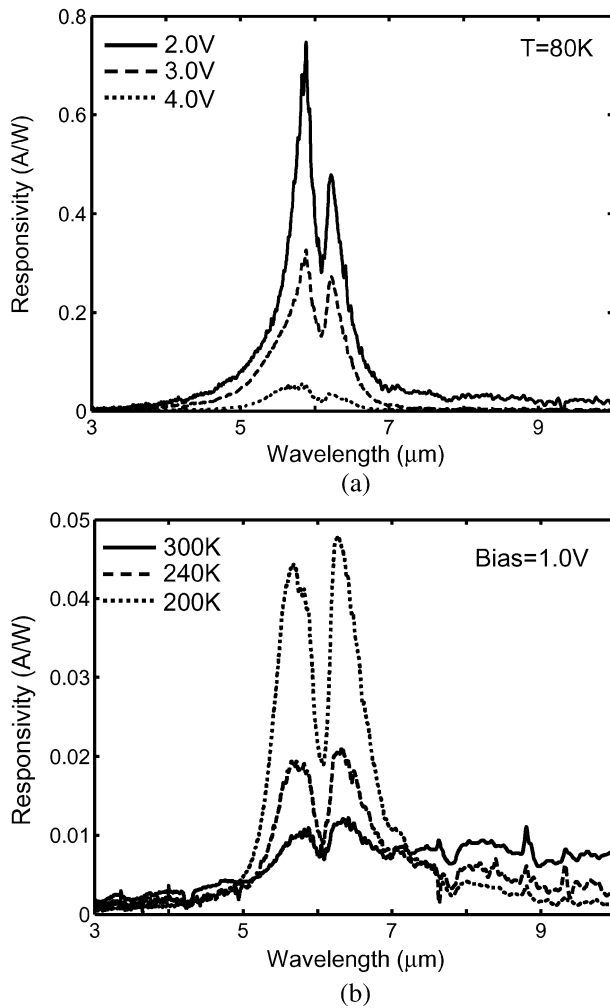 0.8
2.0V
3.0V
4.0V
T=80K
0.6
0.4
0.2
0
Responsivity (A/W)
3 5 7 9
Wavelength (μm)
(a)
0.05
300K
240K
200K
Bias=1.0V
0.04
0.03
0.02
0.01
0
Responsivity (A/W)
3 5 7 9
Wavelength (μm)
(b)